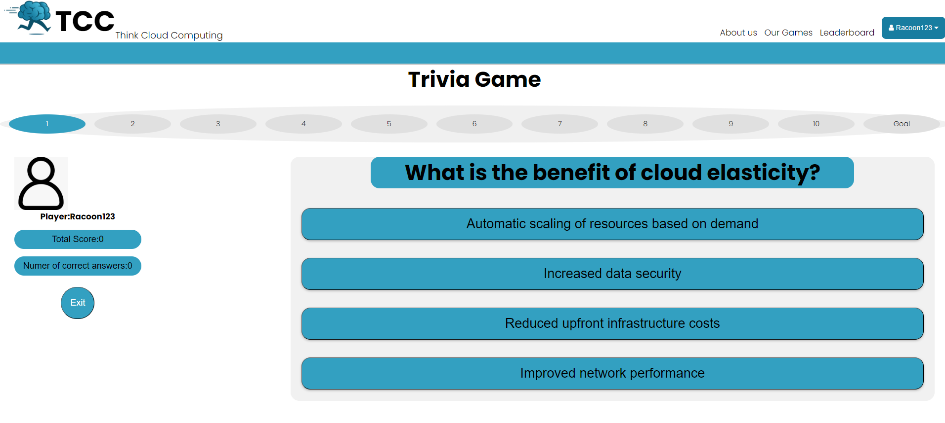 TCC
Think Cloud Computing
About us Our Games Leaderboard Racoon123
Trivia Game
1 2 3 4 5 6 7 8 9 10 Goal
Player:Racoon123
Total Score:0
Numer of correct answers:0
Exit
What is the benefit of cloud elasticity?
Automatic scaling of resources based on demand
Increased data security
Reduced upfront infrastructure costs
Improved network performance